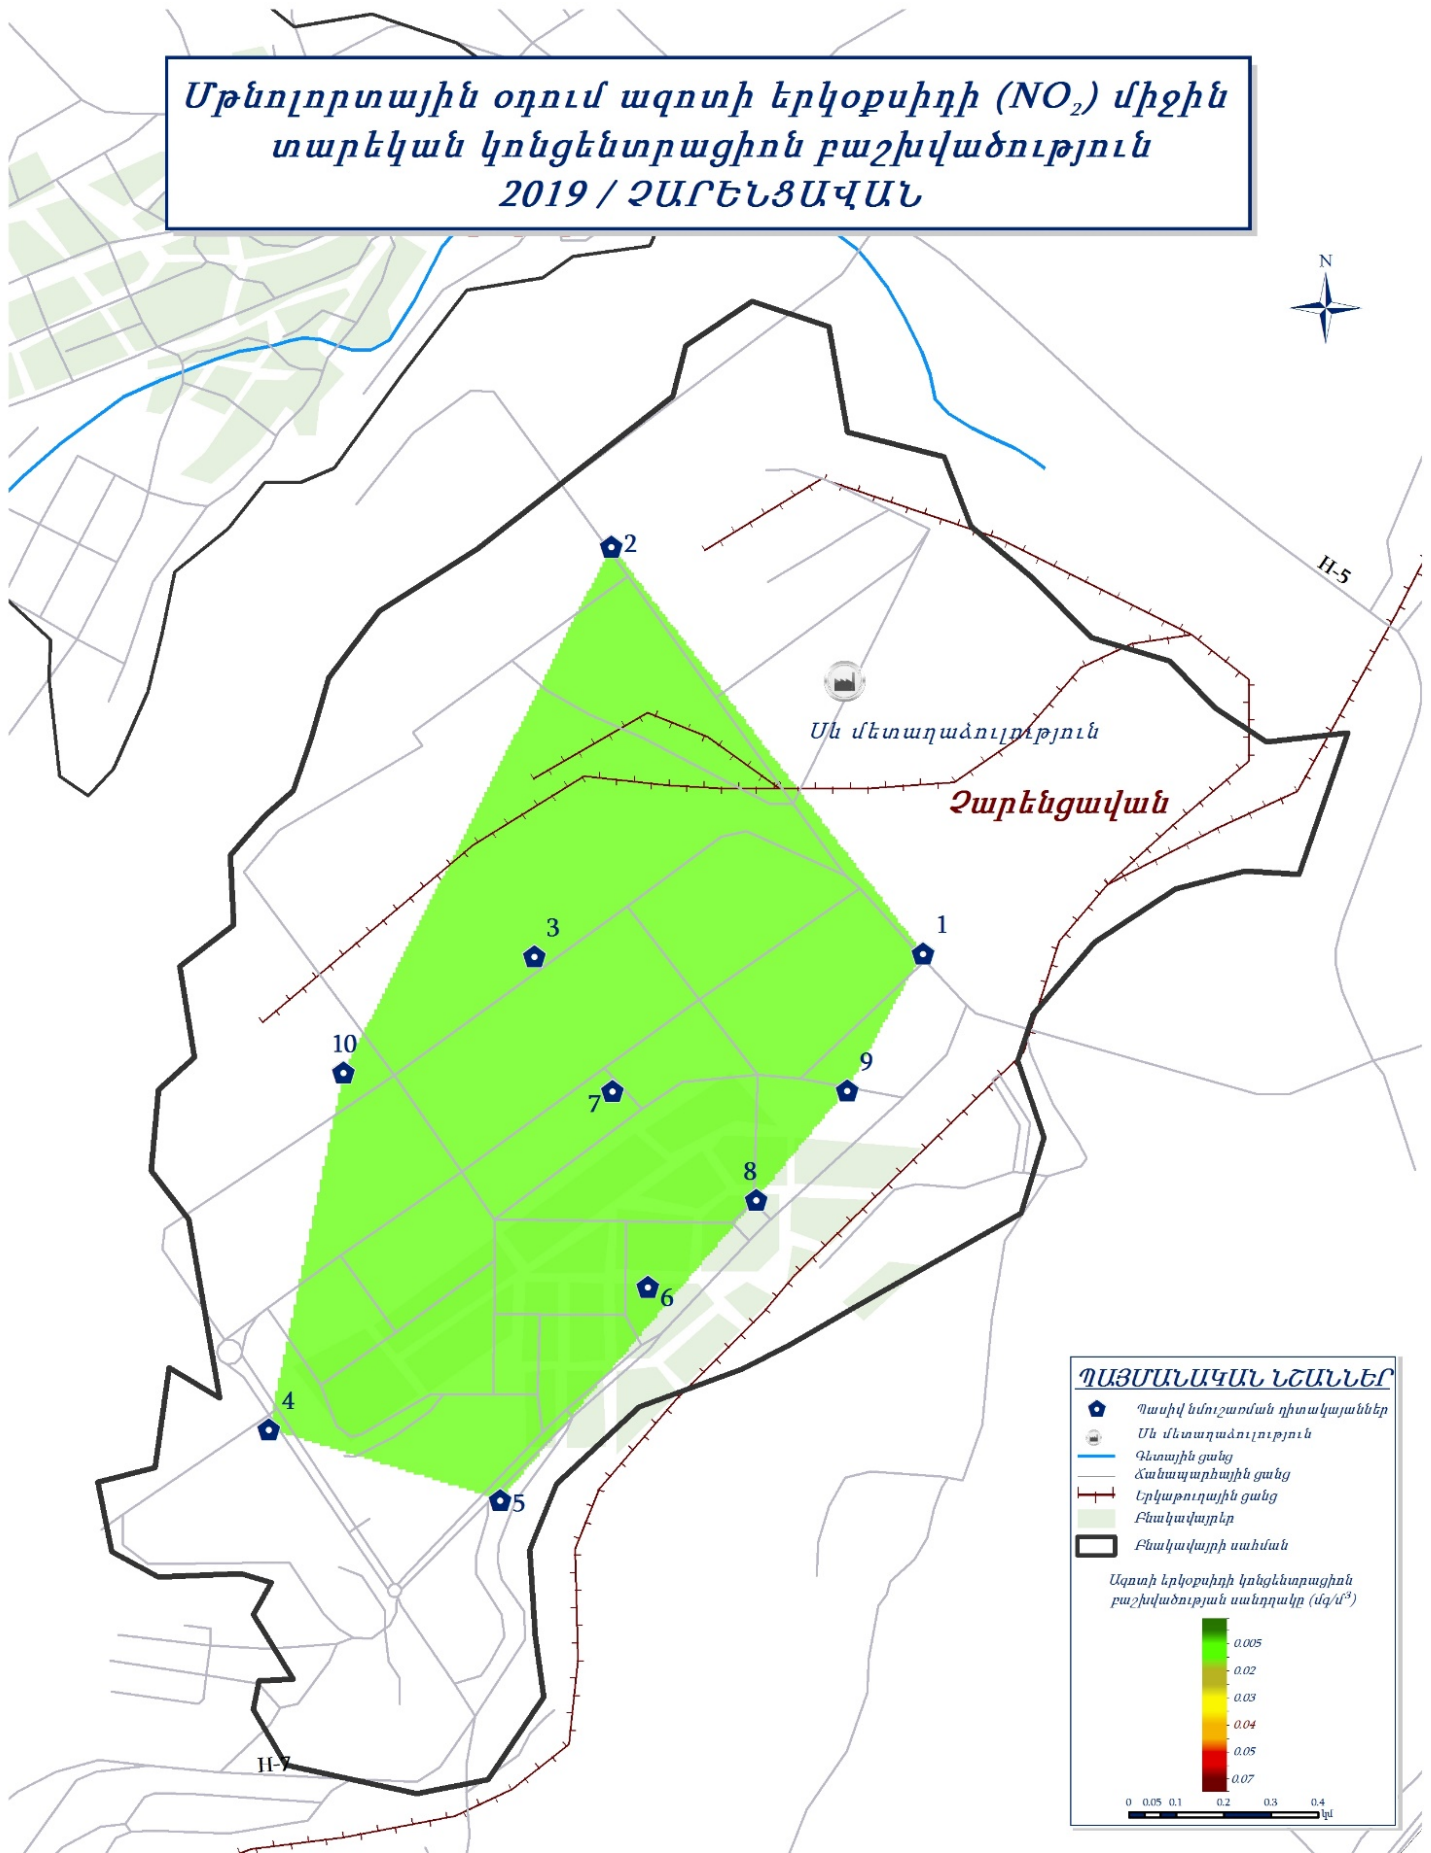 Մթնոլորտային օդում ազոտի երկօքսիդի (NO₂) միջին
տարեկան կոնցենտրացիոն բաշխվածություն
2019 / ՉԱՐԵՆՑԱՎԱՆ
N
H-5
2
Սև մետաղաձուլություն
Չարենցավան
3
1
10
9
7
8
6
4
5
H-7
ՊԱՅՄԱՆԱԿԱՆ ՆՇԱՆՆԵՐ
Պասիվ նմուշառման դիտակայաններ
Սև մետաղաձուլություն
Գետային ցանց
Ճանապարհային ցանց
Երկաթուղային ցանց
Բնակավայրեր
Բնակավայրի սահման
Ազոտի երկօքսիդի կոնցենտրացիոն
բաշխվածության սանդղակը (մգ/մ³)
0.005
0.02
0.03
0.04
0.05
0.07
0 0.05 0.1 0.2 0.3 0.4
կմ